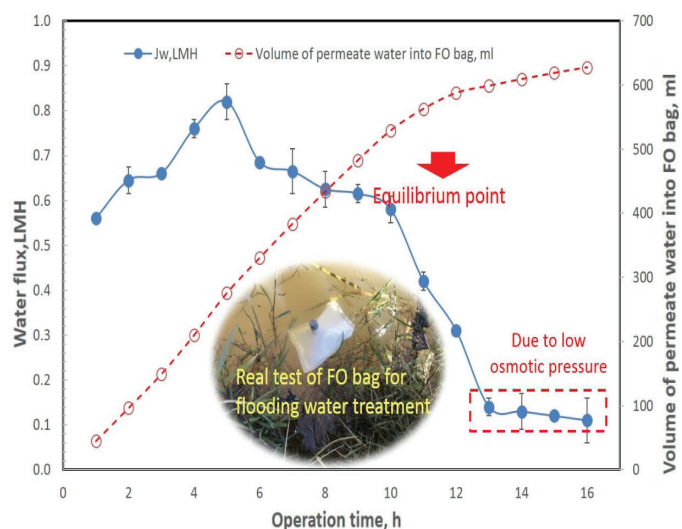 1.0
0.9
0.8
0.7
0.6
0.5
0.4
0.3
0.2
0.1
0.0
Water flux,LMH
Jw,LMH
Volume of permeate water into FO bag, ml
Equilibrium point
Due to low
osmotic pressure
Real test of FO bag for
flooding water treatment
700
600
500
400
300
200
100
0
Volume of permeate water into FO bag, ml
0 2 4 6 8 10 12 14 16 18
Operation time, h